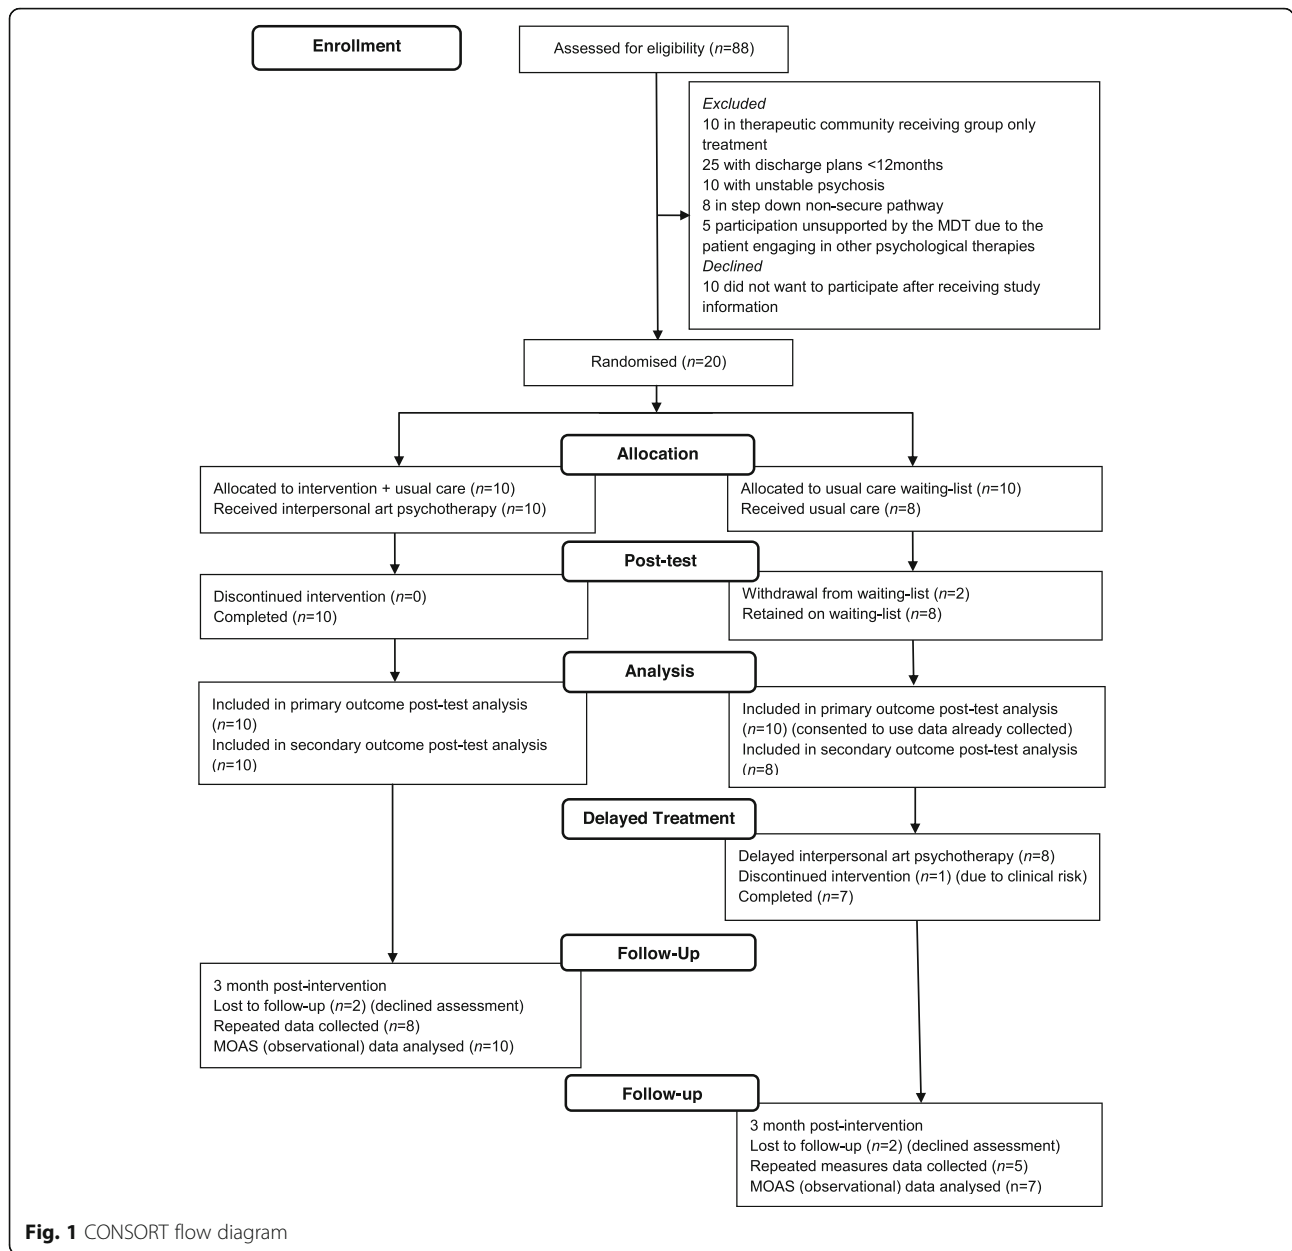 Enrollment
Assessed for eligibility (n=88)
Excluded
10 in therapeutic community receiving group only
treatment
25 with discharge plans <12months
10 with unstable psychosis
8 in step down non-secure pathway
5 participation unsupported by the MDT due to the
patient engaging in other psychological therapies
Declined
10 did not want to participate after receiving study
information
Randomised (n=20)
Allocation
Allocated to intervention + usual care (n=10)
Received interpersonal art psychotherapy (n=10)
Allocated to usual care waiting-list (n=10)
Received usual care (n=8)
Post-test
Discontinued intervention (n=0)
Completed (n=10)
Withdrawal from waiting-list (n=2)
Retained on waiting-list (n=8)
Analysis
Included in primary outcome post-test analysis
(n=10)
Included in secondary outcome post-test analysis
(n=10)
Included in primary outcome post-test analysis
(n=10) (consented to use data already collected)
Included in secondary outcome post-test analysis
(n=8)
Delayed Treatment
Delayed interpersonal art psychotherapy (n=8)
Discontinued intervention (n=1) (due to clinical risk)
Completed (n=7)
Follow-Up
3 month post-intervention
Lost to follow-up (n=2) (declined assessment)
Repeated data collected (n=8)
MOAS (observational) data analysed (n=10)
Follow-up
3 month post-intervention
Lost to follow-up (n=2) (declined assessment)
Repeated measures data collected (n=5)
MOAS (observational) data analysed (n=7)
Fig. 1 CONSORT flow diagram